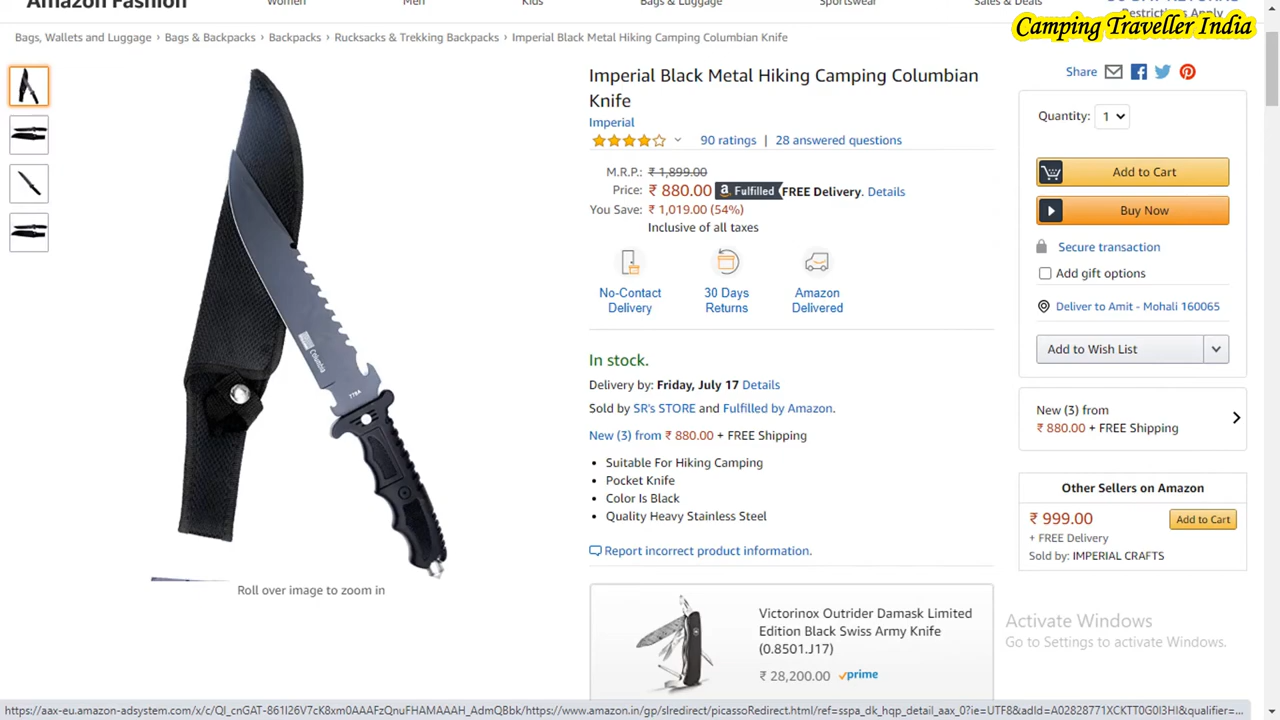 Amazon Fashion
Women
Men
Kids
Bags & Luggage
Sportswear
Sales & Deals
Restrictions Apply
Camping Traveller India
Bags, Wallets and Luggage › Bags & Backpacks › Backpacks › Rucksacks & Trekking Backpacks › Imperial Black Metal Hiking Camping Columbian Knife
Imperial Black Metal Hiking Camping Columbian
Knife
Imperial
90 ratings | 28 answered questions
M.R.P.: ₹ 1,899.00
Price: ₹ 880.00 a Fulfilled FREE Delivery. Details
You Save: ₹ 1,019.00 (54%)
Inclusive of all taxes
No-Contact
Delivery
30 Days
Returns
Amazon
Delivered
In stock.
Delivery by: Friday, July 17 Details
Sold by SR's STORE and Fulfilled by Amazon.
New (3) from ₹ 880.00 + FREE Shipping
• Suitable For Hiking Camping
• Pocket Knife
• Color Is Black
• Quality Heavy Stainless Steel
Report incorrect product information.
Victorinox Outrider Damask Limited
Edition Black Swiss Army Knife
(0.8501.J17)
₹ 28,200.00 prime
Columbia
Roll over image to zoom in
Share
Quantity: 1
Add to Cart
Buy Now
Secure transaction
Add gift options
Deliver to Amit - Mohali 160065
Add to Wish List
New (3) from
₹ 880.00 + FREE Shipping
Other Sellers on Amazon
₹ 999.00 Add to Cart
+ FREE Delivery
Sold by: IMPERIAL CRAFTS
Activate Windows
Go to Settings to activate Windows.